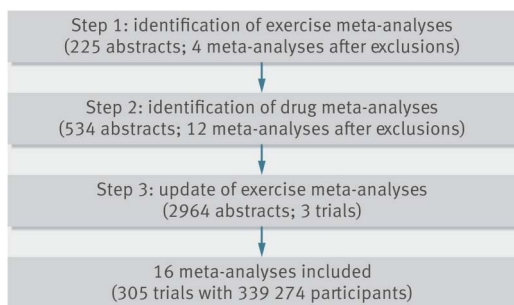 Step 1: identification of exercise meta-analyses
(225 abstracts; 4 meta-analyses after exclusions)
Step 2: identification of drug meta-analyses
(534 abstracts; 12 meta-analyses after exclusions)
Step 3: update of exercise meta-analyses
(2964 abstracts; 3 trials)
16 meta-analyses included
(305 trials with 339 274 participants)